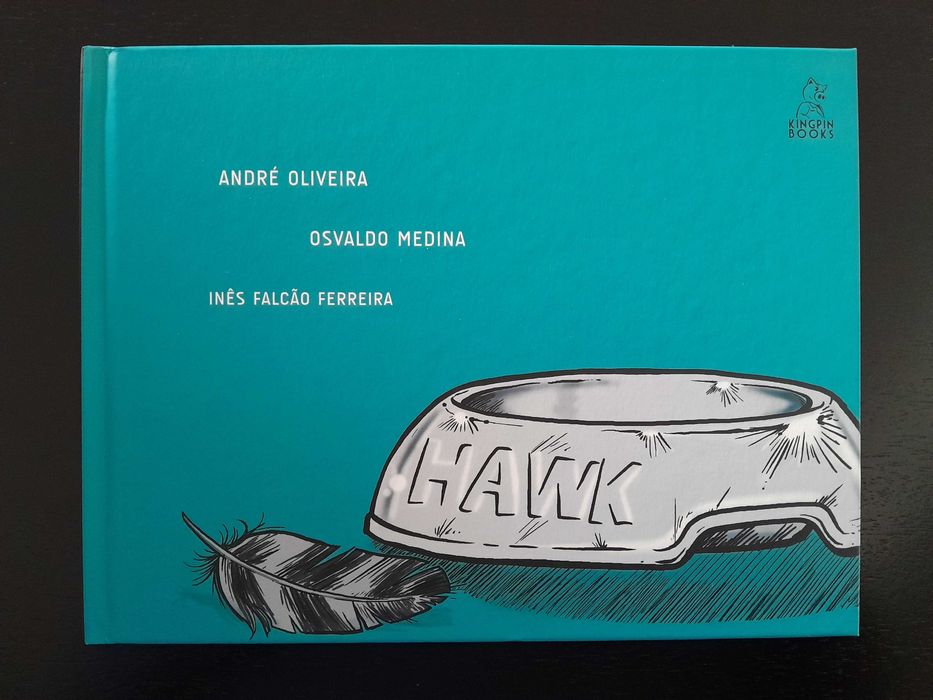 KINGPIN
BOOKS
ANDRÉ OLIVEIRA
OSVALDO MEDINA
INÊS FALCÃO FERREIRA
HAWK